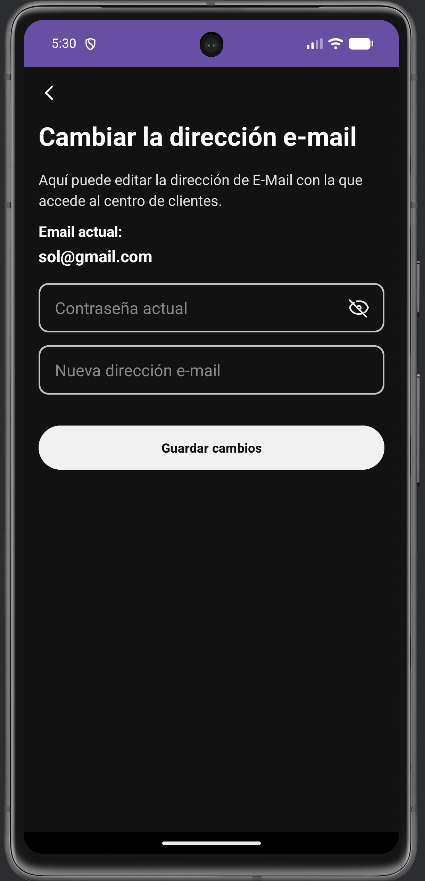 5:30
Cambiar la dirección e-mail
Aquí puede editar la dirección de E-Mail con la que
accede al centro de clientes.
Email actual:
sol@gmail.com
Contraseña actual
Nueva dirección e-mail
Guardar cambios